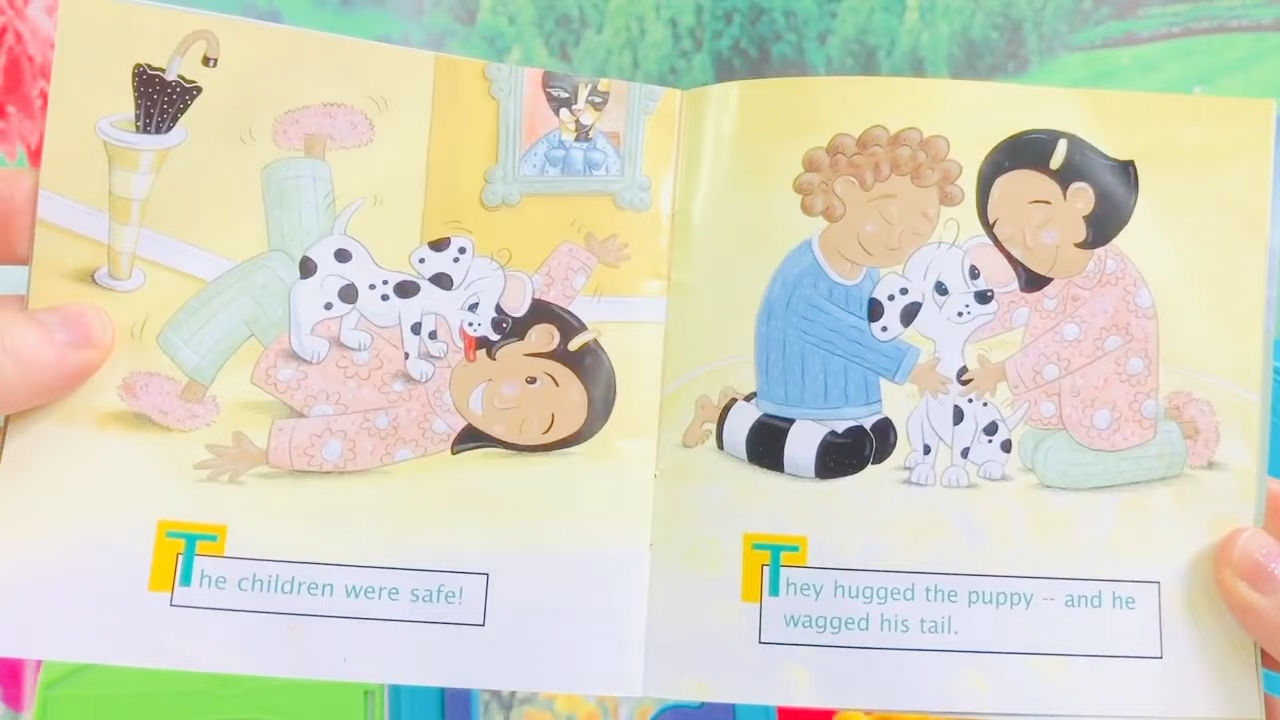 The children were safe!
They hugged the puppy -- and he
wagged his tail.